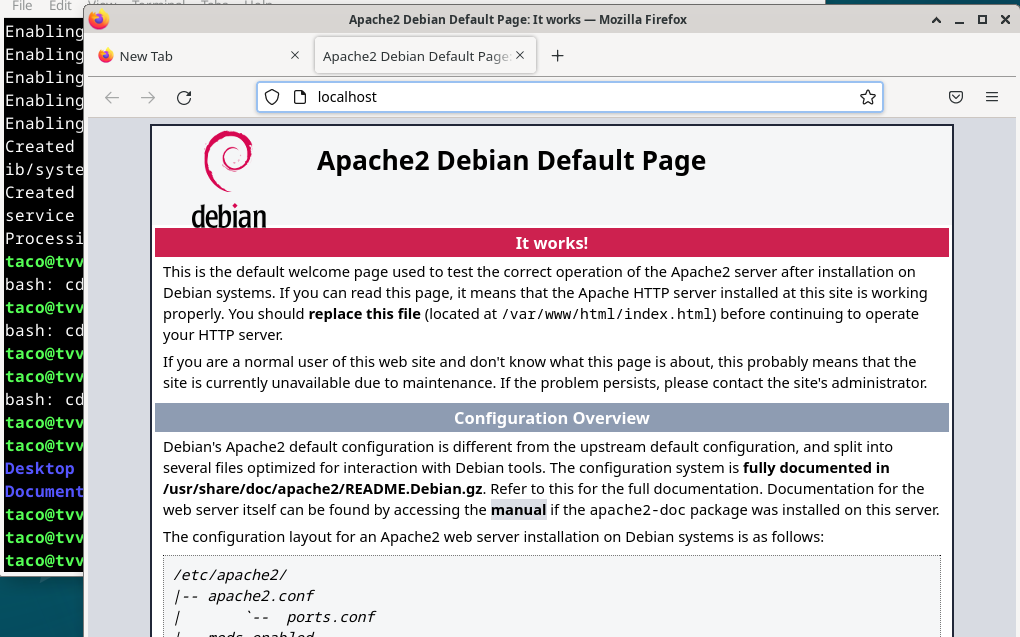 File Edit View Terminal Tabs Help
Apache2 Debian Default Page: It works — Mozilla Firefox
New Tab
Apache2 Debian Default Page:
localhost
Enabling
Enabling
Enabling
Enabling
Enabling
Created
ib/syste
Created
service
Processi
taco@tvv
bash: cd
taco@tvv
bash: cd
taco@tvv
taco@tvv
bash: cd
taco@tvv
taco@tvv
Desktop
Document
taco@tvv
taco@tvv
taco@tvv
debian
Apache2 Debian Default Page
It works!
This is the default welcome page used to test the correct operation of the Apache2 server after installation on
Debian systems. If you can read this page, it means that the Apache HTTP server installed at this site is working
properly. You should replace this file (located at /var/www/html/index.html) before continuing to operate
your HTTP server.
If you are a normal user of this web site and don't know what this page is about, this probably means that the
site is currently unavailable due to maintenance. If the problem persists, please contact the site's administrator.
Configuration Overview
Debian's Apache2 default configuration is different from the upstream default configuration, and split into
several files optimized for interaction with Debian tools. The configuration system is fully documented in
/usr/share/doc/apache2/README.Debian.gz. Refer to this for the full documentation. Documentation for the
web server itself can be found by accessing the manual if the apache2-doc package was installed on this server.
The configuration layout for an Apache2 web server installation on Debian systems is as follows:
/etc/apache2/
|-- apache2.conf
|       `--  ports.conf
|-- mods-enabled